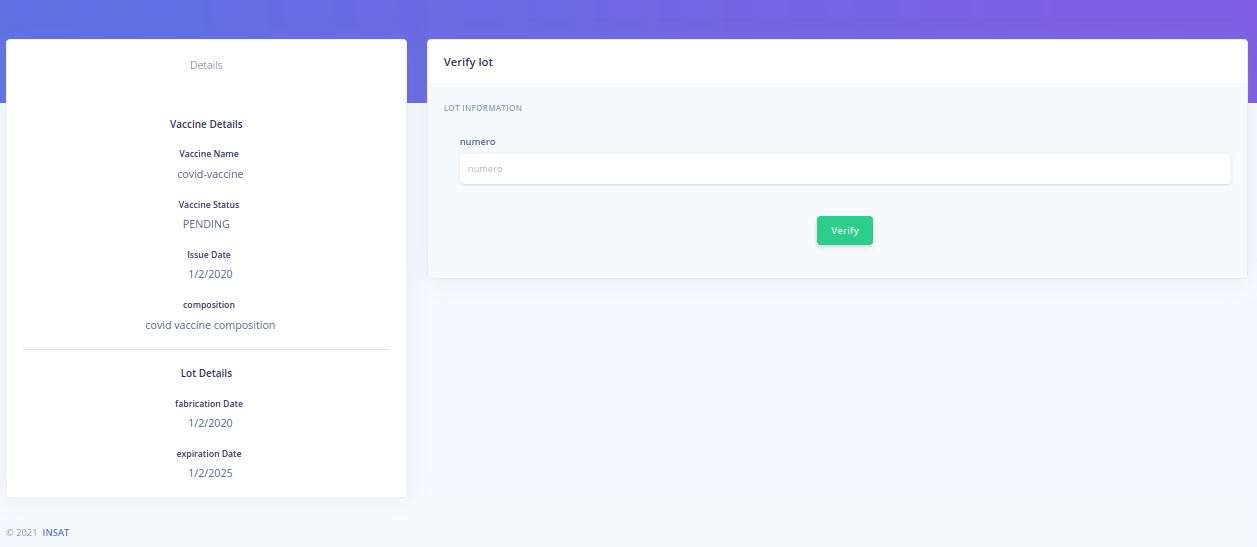 Details
Vaccine Details
Vaccine Name
covid-vaccine
Vaccine Status
PENDING
Issue Date
1/2/2020
composition
covid vaccine composition
Lot Details
fabrication Date
1/2/2020
expiration Date
1/2/2025
Verify lot
LOT INFORMATION
numero
numero
Verify
© 2021 INSAT